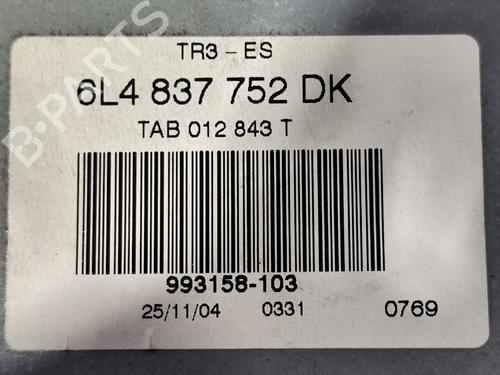 TR3-ES
6L4 837 752 DK
TAB 012 843 T
993158-103
25/11/04 0331 0769
B-PARTS